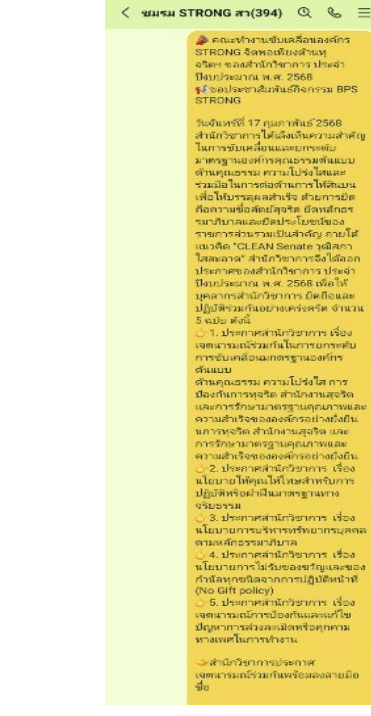 ชมรม STRONG สว(394)
📣 คณะทำงานขับเคลื่อนองค์กร
STRONG จิตพอเพียงต้านทุ
จริตฯ ของสำนักวิชาการ ประจำ
ปีงบประมาณ พ.ศ. 2568
📢ขอประชาสัมพันธ์กิจกรรม BPS
STRONG
วันจันทร์ที่ 17 กุมภาพันธ์ 2568
สำนักวิชาการได้เล็งเห็นความสำคัญ
ในการขับเคลื่อนและยกระดับ
มาตรฐานองค์กรคุณธรรมต้นแบบ
ด้านคุณธรรม ความโปร่งใสและ
ร่วมมือในการต่อต้านการให้สินบน
เพื่อให้บรรลุผลสำเร็จ ด้วยการยึด
ถือความซื่อสัตย์สุจริต ยึดหลักธร
รมาภิบาลและยึดประโยชน์ของ
ราชการส่วนรวมเป็นสำคัญ ภายใต้
แนวคิด "CLEAN Senate วุฒิสภา
ใสสะอาด" สำนักวิชาการจึงได้ออก
ประกาศของสำนักวิชาการ ประจำ
ปีงบประมาณ พ.ศ. 2568 เพื่อให้
บุคลากรสำนักวิชาการ ยึดถือและ
ปฏิบัติร่วมกันอย่างเคร่งครัด จำนวน
5 ฉบับ ดังนี้
👉1. ประกาศสำนักวิชาการ เรื่อง
เจตนารมณ์ร่วมกันในการยกระดับ
การขับเคลื่อนมาตรฐานองค์กร
ต้นแบบ
ด้านคุณธรรม ความโปร่งใส การ
ป้องกันการทุจริต สำนักงานสุจริต
และการรักษามาตรฐานคุณภาพและ
ความสำเร็จขององค์กรอย่างยั่งยืน
นการทุจริต สำนักงานสุจริต และ
การรักษามาตรฐานคุณภาพและ
ความสำเร็จขององค์กรอย่างยั่งยืน
👉2. ประกาศสำนักวิชาการ เรื่อง
นโยบายให้คุณให้โทษสำหรับการ
ปฏิบัติหรือฝ่าฝืนมาตรฐานทาง
จริยธรรม
👉3. ประกาศสำนักวิชาการ เรื่อง
นโยบายการบริหารทรัพยากรบุคคล
ตามหลักธรรมาภิบาล
👉4. ประกาศสำนักวิชาการ เรื่อง
นโยบายการไม่รับของขวัญและของ
กำนัลทุกชนิดจากการปฏิบัติหน้าที่
(No Gift policy)
👉5. ประกาศสำนักวิชาการ เรื่อง
เจตนารมณ์การป้องกันและแก้ไข
ปัญหาการล่วงละเมิดหรือคุกคาม
ทางเพศในการทำงาน
👉สำนักวิชาการประกาศ
เจตนารมณ์ร่วมกันพร้อมลงลายมือ
ชื่อ